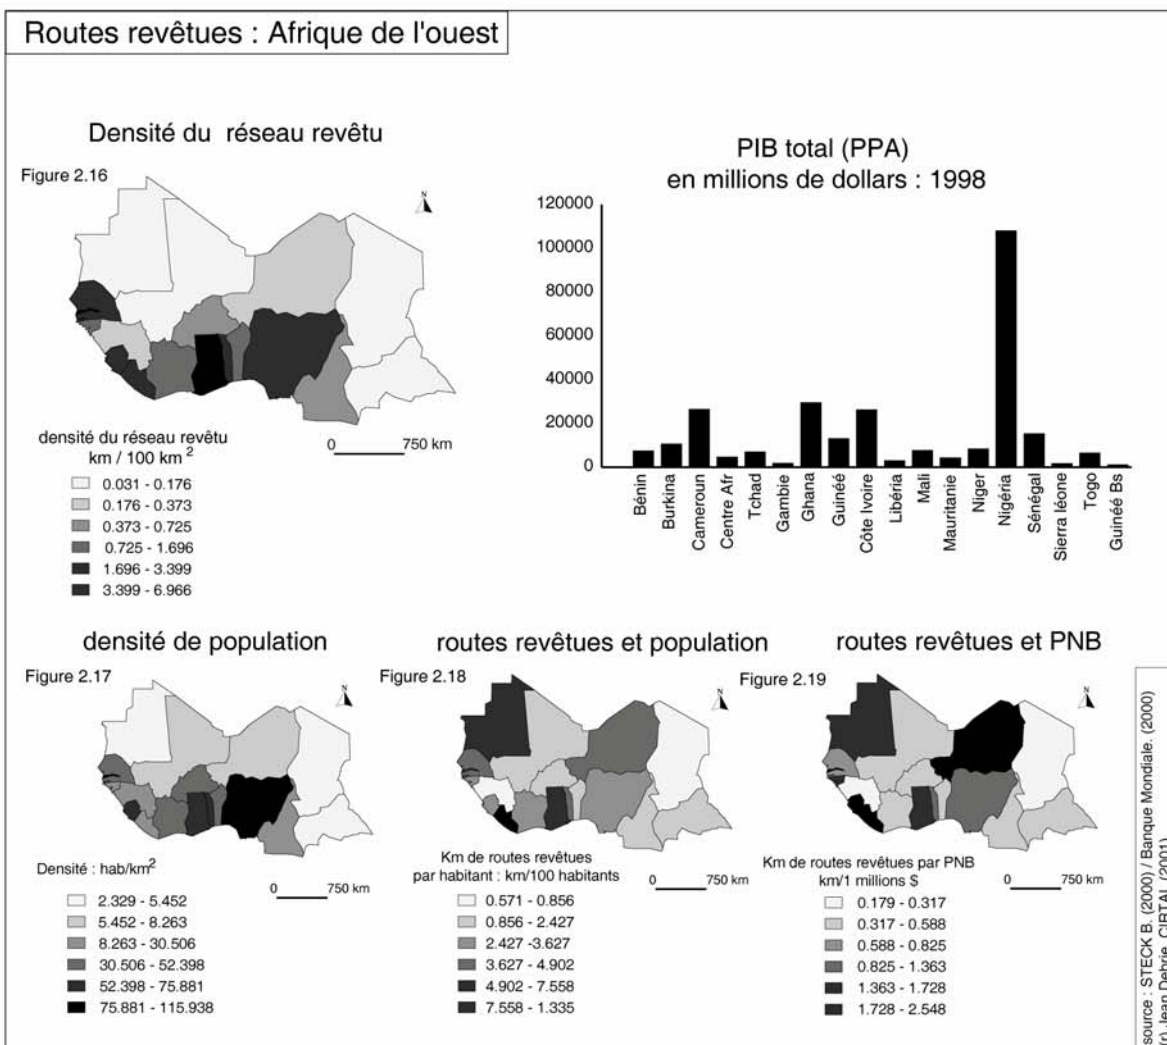 Routes revêtues : Afrique de l'ouest
Densité du réseau revêtu
Figure 2.16
N
0 750 km
densité du réseau revêtu
km / 100 km 2
0.031 - 0.176
0.176 - 0.373
0.373 - 0.725
0.725 - 1.696
1.696 - 3.399
3.399 - 6.966
PIB total (PPA)
en millions de dollars : 1998
120000
100000
80000
60000
40000
20000
0
Bénin
Burkina
Cameroun
Centre Afr
Tchad
Gambie
Ghana
Guinéé
Côte Ivoire
Libéria
Mali
Mauritanie
Niger
Nigéria
Sénégal
Sierra léone
Togo
Guinéé Bs
densité de population
Figure 2.17
N
Densité : hab/km2
0 750 km
2.329 - 5.452
5.452 - 8.263
8.263 - 30.506
30.506 - 52.398
52.398 - 75.881
75.881 - 115.938
routes revêtues et population
Figure 2.18
N
Km de routes revêtues
par habitant : km/100 habitants
0 750 km
0.571 - 0.856
0.856 - 2.427
2.427 -3.627
3.627 - 4.902
4.902 - 7.558
7.558 - 1.335
routes revêtues et PNB
Figure 2.19
N
Km de routes revêtues par PNB
km/1 millions $
0 750 km
0.179 - 0.317
0.317 - 0.588
0.588 - 0.825
0.825 - 1.363
1.363 - 1.728
1.728 - 2.548
source : STECK B. (2000) / Banque Mondiale. (2000)
Jean Debrie, CIRTAI (2001)